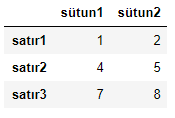 sütun1 sütun2
satır1 1 2
satır2 4 5
satır3 7 8